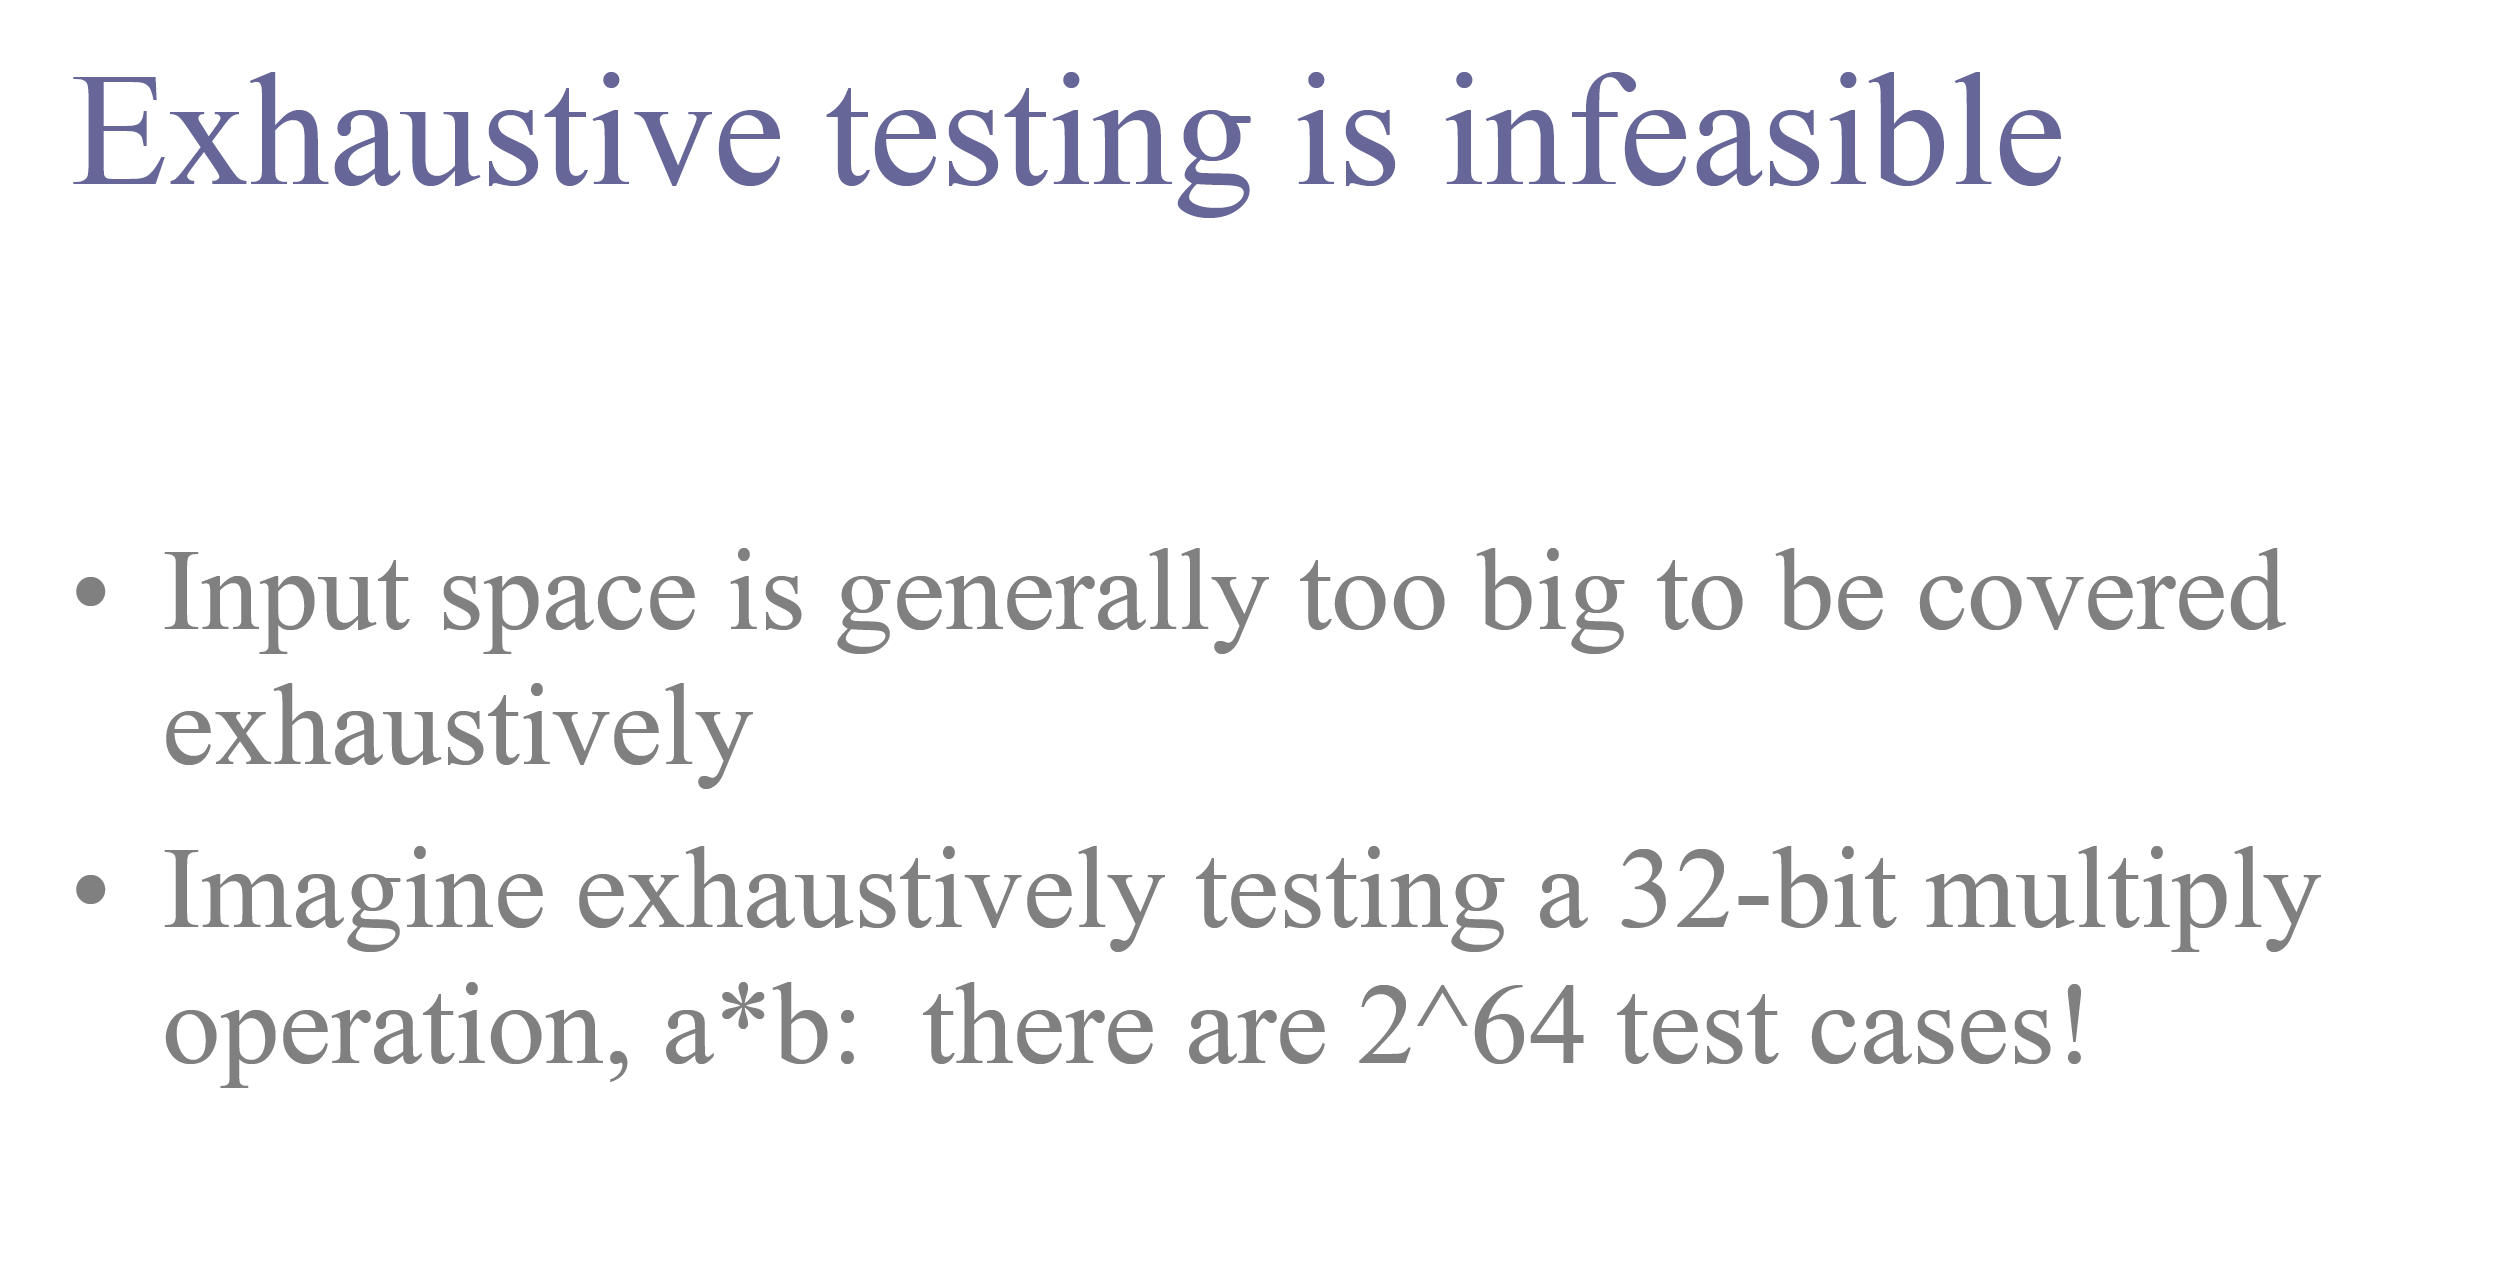 Exhaustive testing is infeasible
• Input space is generally too big to be covered
exhaustively
• Imagine exhaustively testing a 32-bit multiply
operation, a*b:  there are 2^64 test cases!